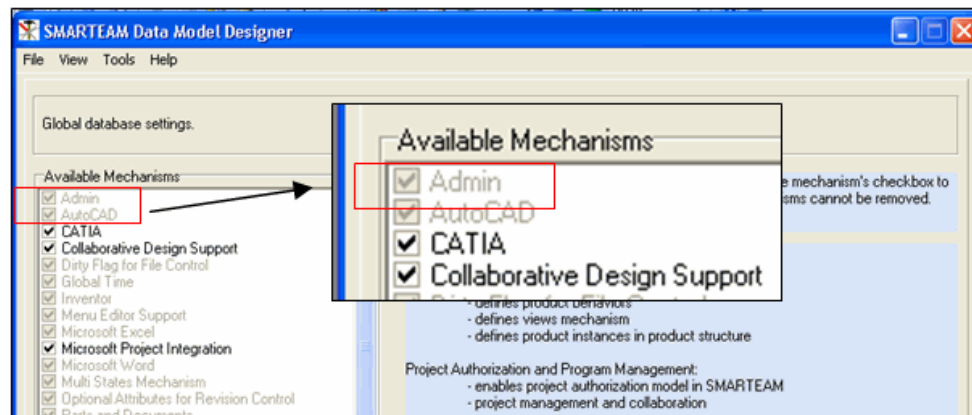 SMARTEAM Data Model Designer
File View Tools Help
Global database settings.
Available Mechanisms
Admin
AutoCAD
CATIA
Collaborative Design Support
Dirty Flag for File Control
Global Time
Inventor
Menu Editor Support
Microsoft Excel
Microsoft Project Integration
Microsoft Word
Multi States Mechanism
Optional Attributes for Revision Control
Parts and Documents
Available Mechanisms
Admin
AutoCAD
CATIA
Collaborative Design Support
e mechanism's checkbox to
sms cannot be removed.
- defines product behaviors
- defines views mechanism
- defines product instances in product structure
Project Authorization and Program Management:
- enables project authorization model in SMARTEAM
- project management and collaboration